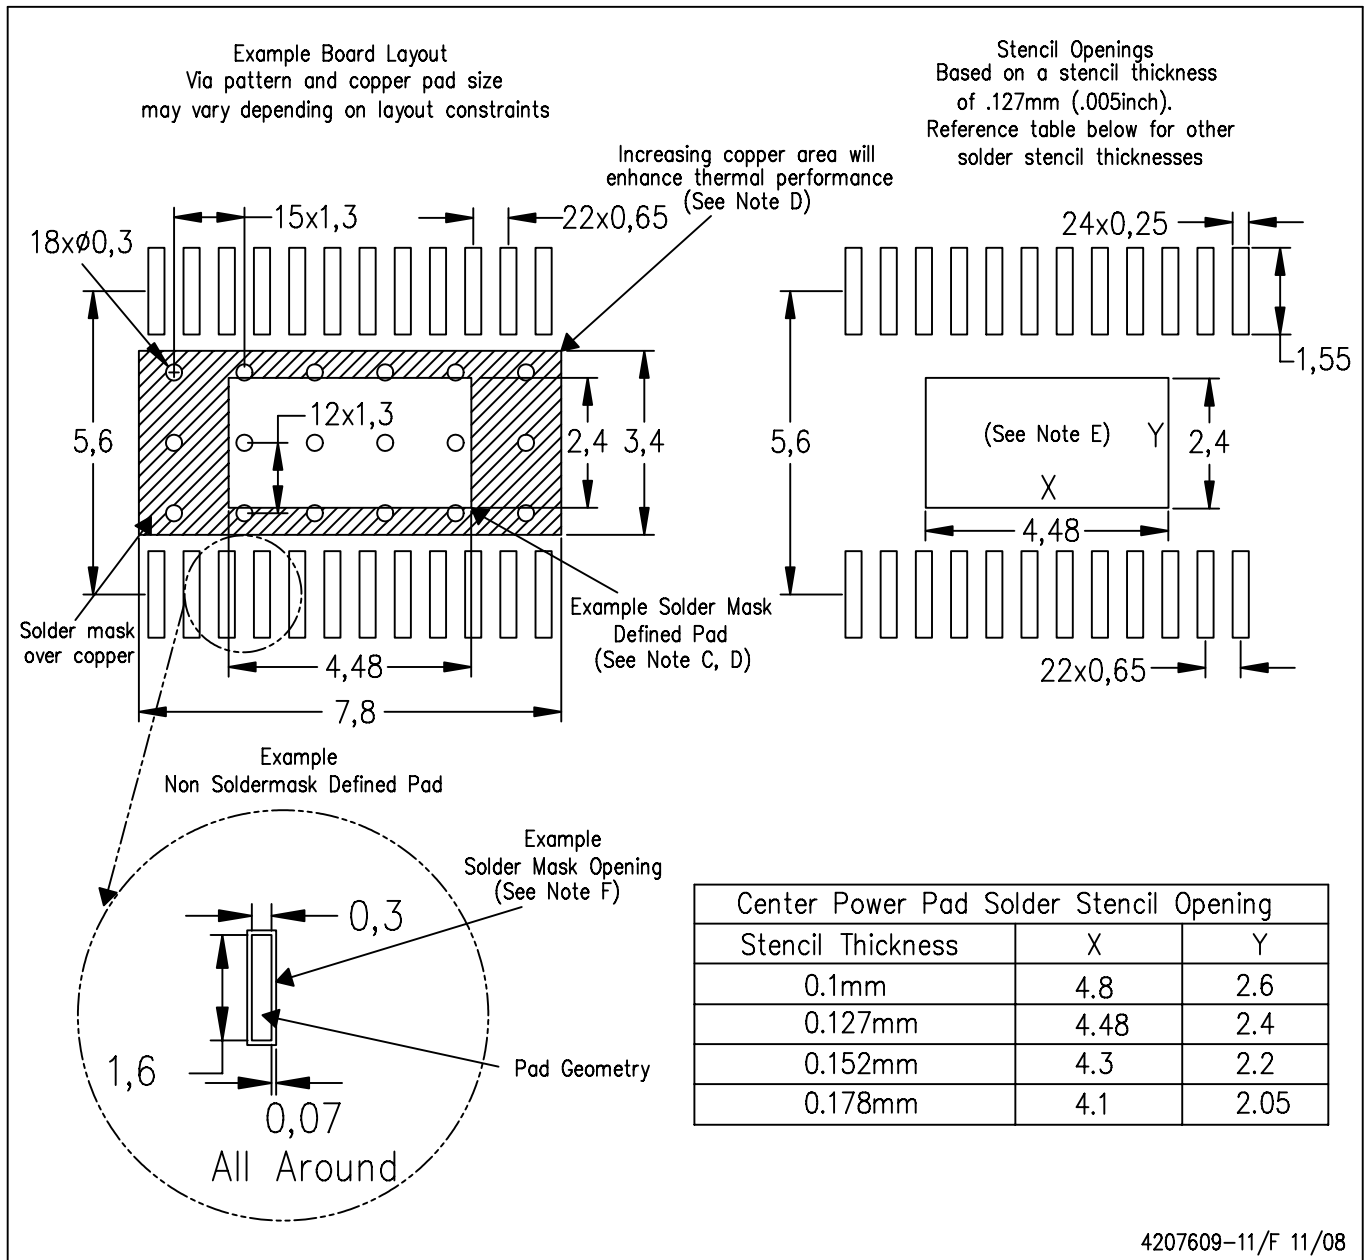 Example Board Layout
Via pattern and copper pad size
may vary depending on layout constraints
Stencil Openings
Based on a stencil thickness
of .127mm (.005inch).
Reference table below for other
solder stencil thicknesses
Increasing copper area will
enhance thermal performance
(See Note D)
15x1,3
22x0,65
18xø0,3
12x1,3
5,6
2,4
3,4
Solder mask
over copper
4,48
7,8
Example Solder Mask
Defined Pad
(See Note C, D)
24x0,25
1,55
5,6
(See Note E)
Y
X
2,4
4,48
22x0,65
Example
Non Soldermask Defined Pad
Example
Solder Mask Opening
(See Note F)
0,3
1,6
Pad Geometry
0,07
All Around
Center Power Pad Solder Stencil Opening
Stencil Thickness X Y
0.1mm 4.8 2.6
0.127mm 4.48 2.4
0.152mm 4.3 2.2
0.178mm 4.1 2.05
4207609-11/F 11/08